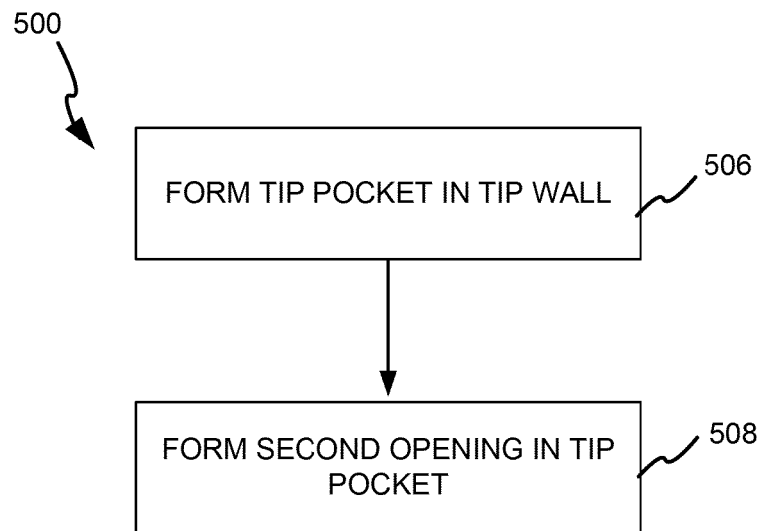 500
FORM TIP POCKET IN TIP WALL
506
FORM SECOND OPENING IN TIP
POCKET
508